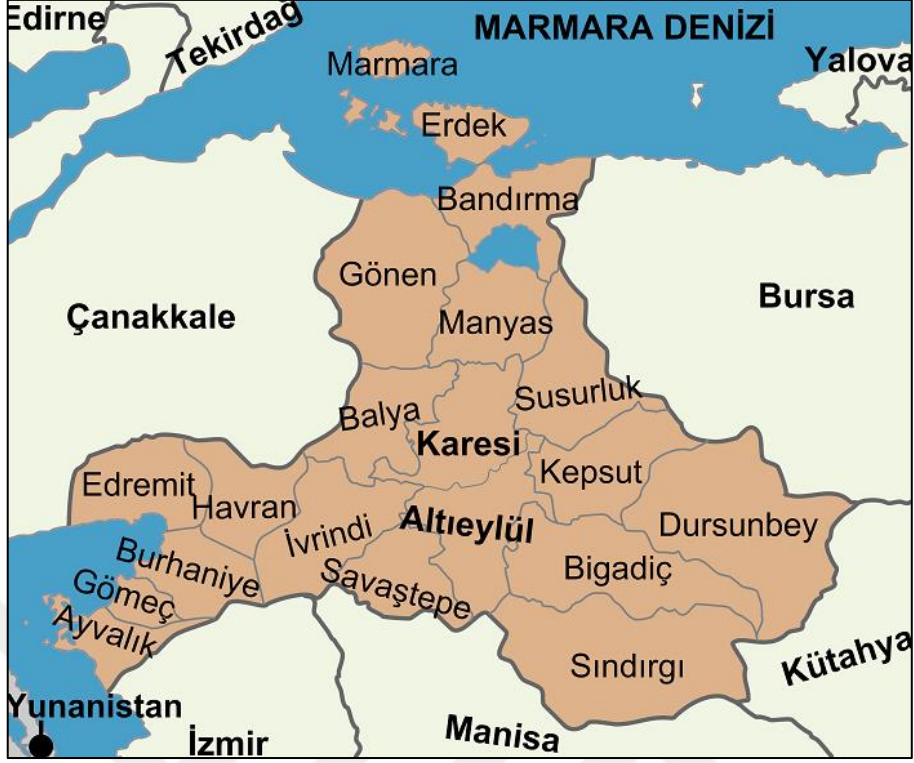 Edirne
Tekirdağ
MARMARA DENİZİ
Marmara
Yalova
Erdek
Bandırma
Gönen
Bursa
Çanakkale
Manyas
Susurluk
Balya
Karesi
Kepsut
Edremit
Havran
İvrindi
Altıeylül
Dursunbey
Burhaniye
Savaştepe
Bigadiç
Gömeç
Ayvalık
Sındırgı
Kütahya
Yunanistan
İzmir
Manisa